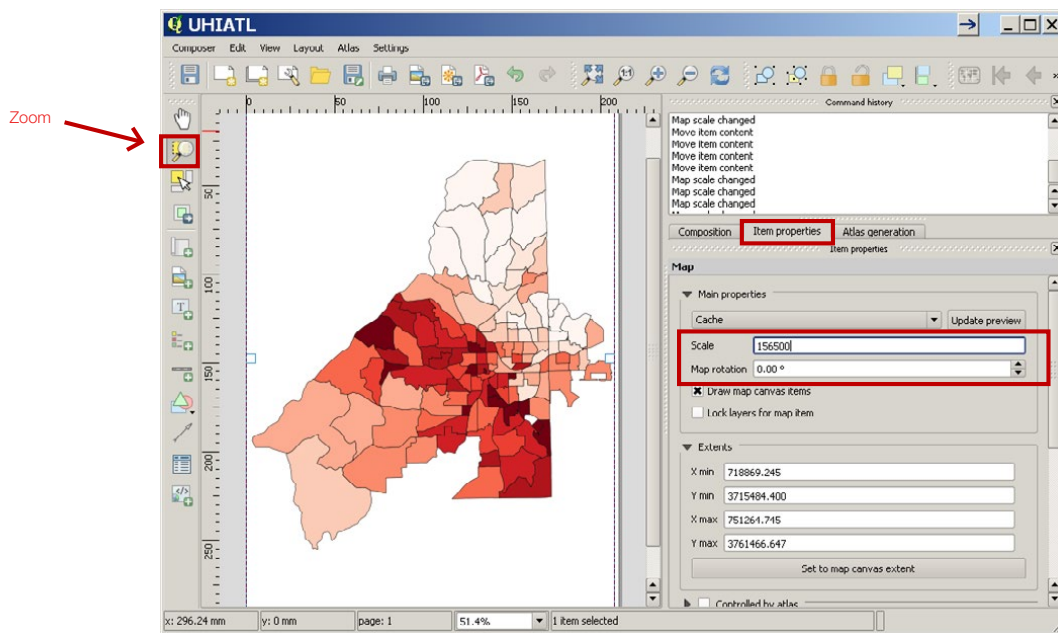 UHIATL
Composer Edit View Layout Atlas Settings
Zoom
0 50 100 150 200
50
100
150
200
250
Command history
Map scale changed
Move item content
Move item content
Move item content
Move item content
Map scale changed
Map scale changed
Map scale changed
Composition Item properties Atlas generation
Item properties
Map
Main properties
Cache Update preview
Scale 156500
Map rotation 0.00 °
Draw map canvas items
Lock layers for map item
Extents
X min 718869.245
Y min 3715484.400
X max 751264.745
Y max 3761466.647
Set to map canvas extent
Controlled by atlas
x: 296.24 mm y: 0 mm page: 1 51.4% 1 item selected